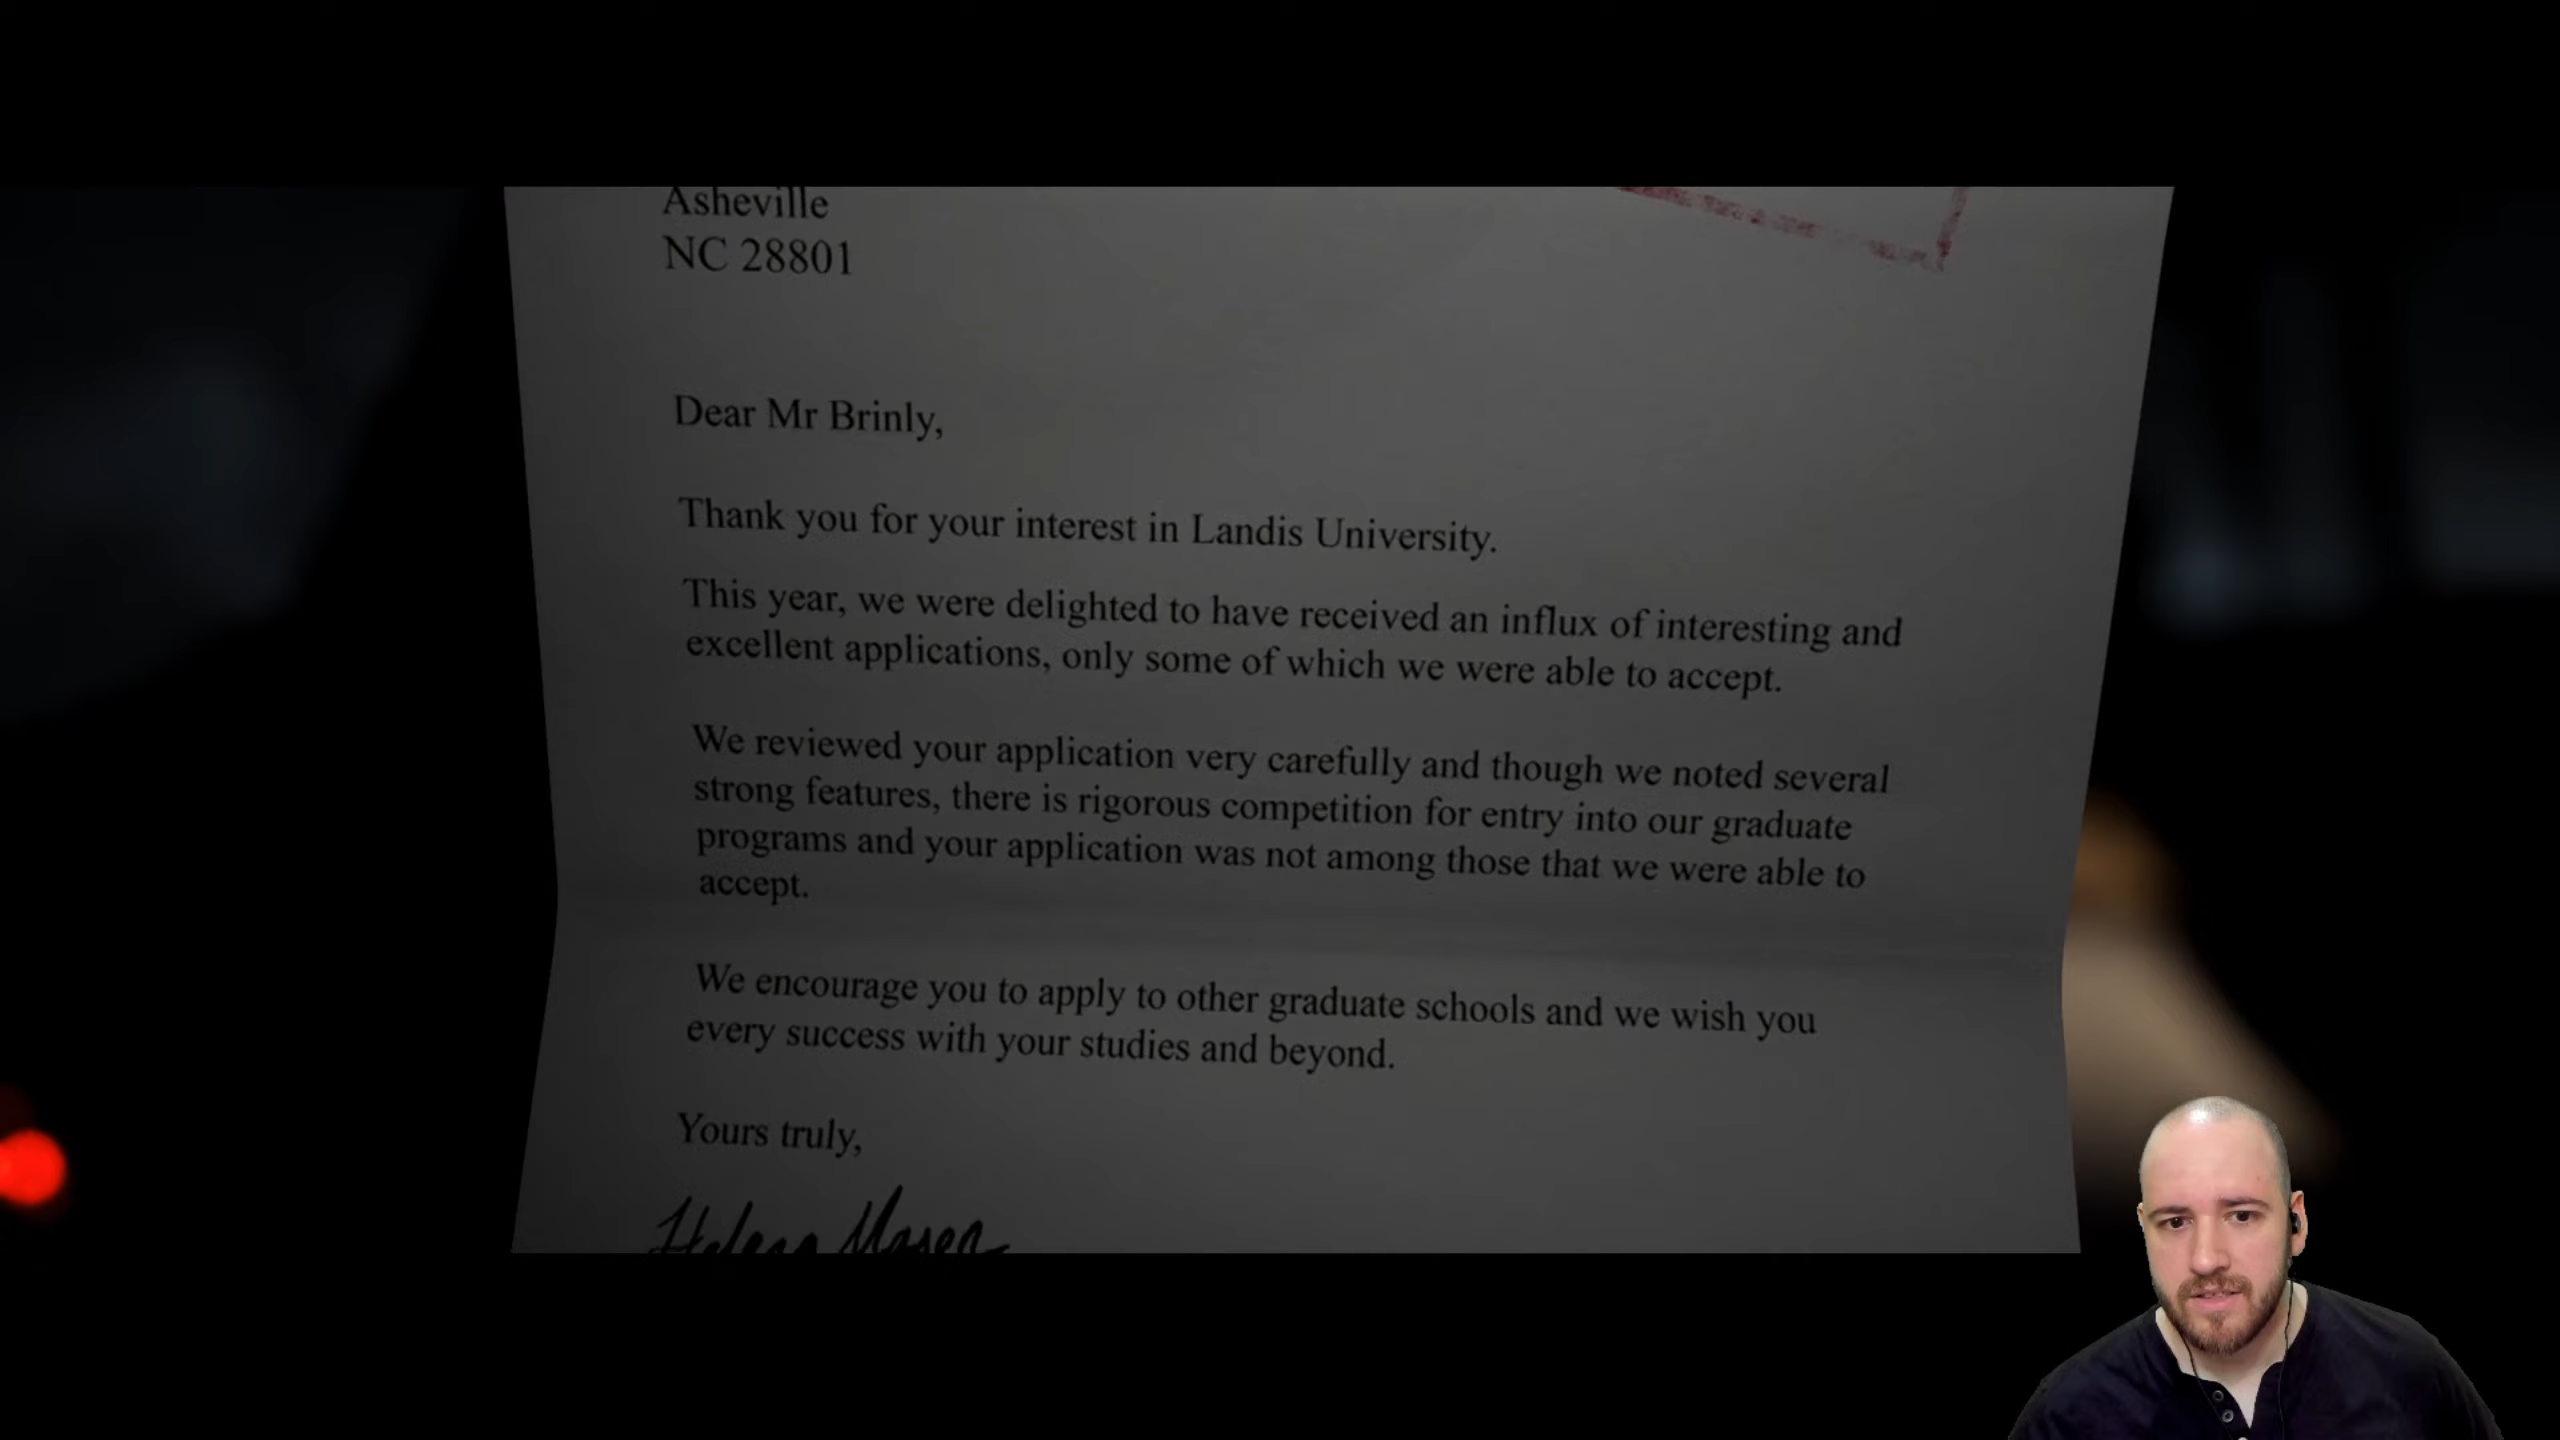 Asheville
NC 28801
Dear Mr Brinly,
Thank you for your interest in Landis University.
This year, we were delighted to have received an influx of interesting and
excellent applications, only some of which we were able to accept.
We reviewed your application very carefully and though we noted several
strong features, there is rigorous competition for entry into our graduate
programs and your application was not among those that we were able to
accept.
We encourage you to apply to other graduate schools and we wish you
every success with your studies and beyond.
Yours truly,